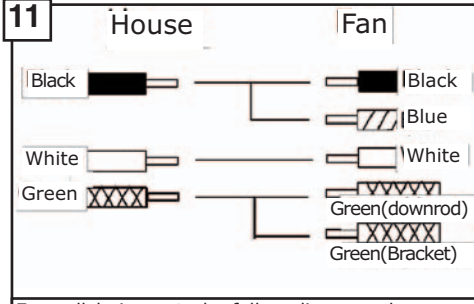 11
House Fan
Black Black
Blue
White White
Green
Green(downrod)
Green(Bracket)